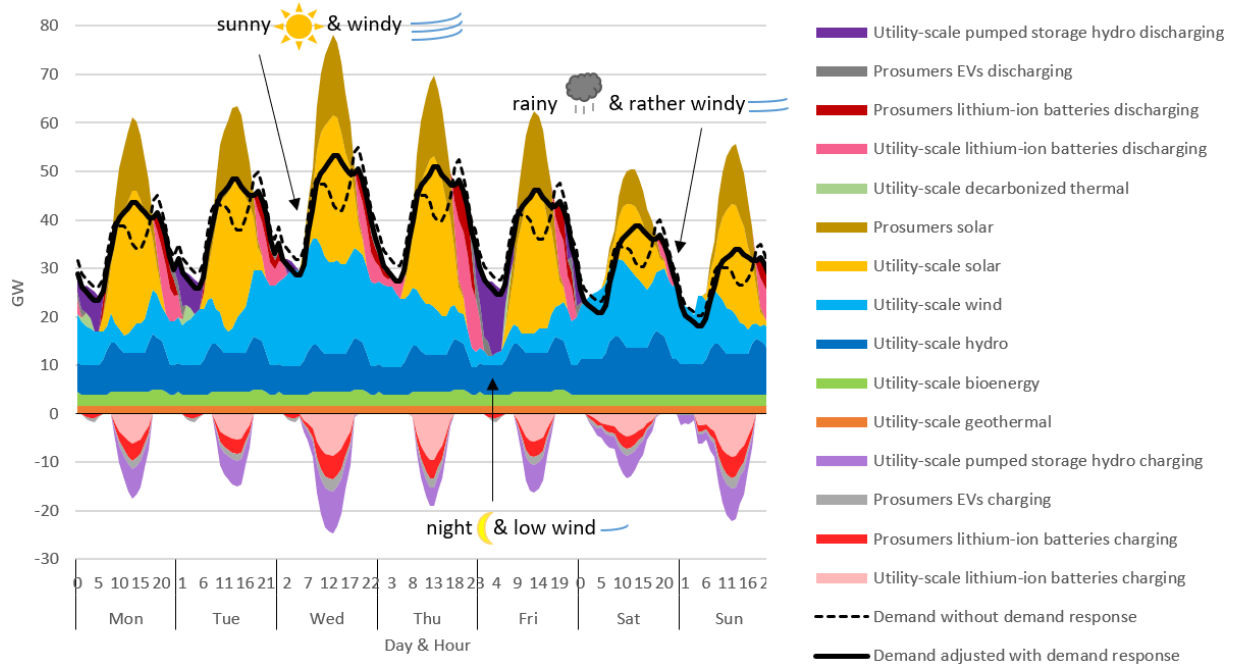 sunny & windy
rainy & rather windy
night & low wind
GW
80
70
60
50
40
30
20
10
0
-10
-20
-30
0 5 10 15 20 1 6 11 16 21 2 7 12 17 22 3 8 13 18 23 4 9 14 19 0 5 10 15 20 1 6 11 16 2
Mon Tue Wed Thu Fri Sat Sun
Day & Hour
Utility-scale pumped storage hydro discharging
Prosumers EVs discharging
Prosumers lithium-ion batteries discharging
Utility-scale lithium-ion batteries discharging
Utility-scale decarbonized thermal
Prosumers solar
Utility-scale solar
Utility-scale wind
Utility-scale hydro
Utility-scale bioenergy
Utility-scale geothermal
Utility-scale pumped storage hydro charging
Prosumers EVs charging
Prosumers lithium-ion batteries charging
Utility-scale lithium-ion batteries charging
Demand without demand response
Demand adjusted with demand response